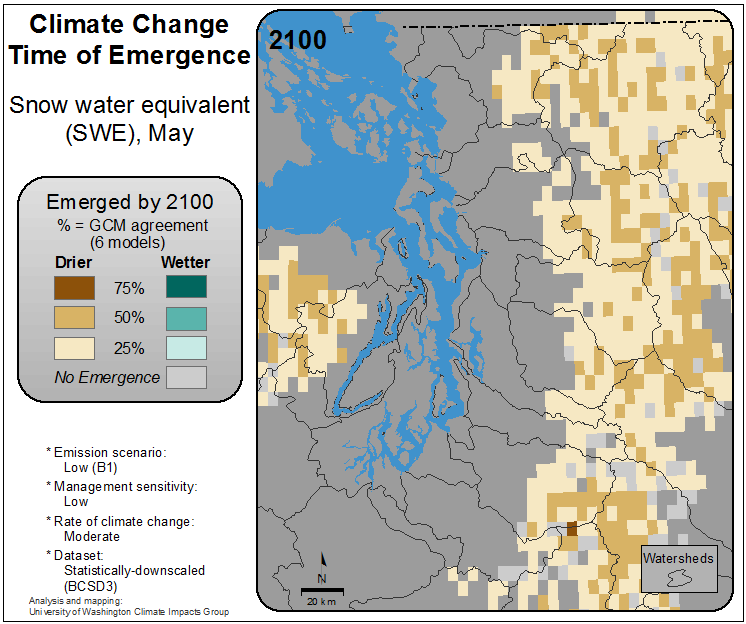 Climate Change
Time of Emergence
Snow water equivalent
(SWE), May
Emerged by 2100
% = GCM agreement
(6 models)
Drier Wetter
75%
50%
25%
No Emergence
* Emission scenario:
Low (B1)
* Management sensitivity:
Low
* Rate of climate change:
Moderate
* Dataset:
Statistically-downscaled
(BCSD3)
Analysis and mapping:
University of Washington Climate Impacts Group
2100
N
20 km
Watersheds